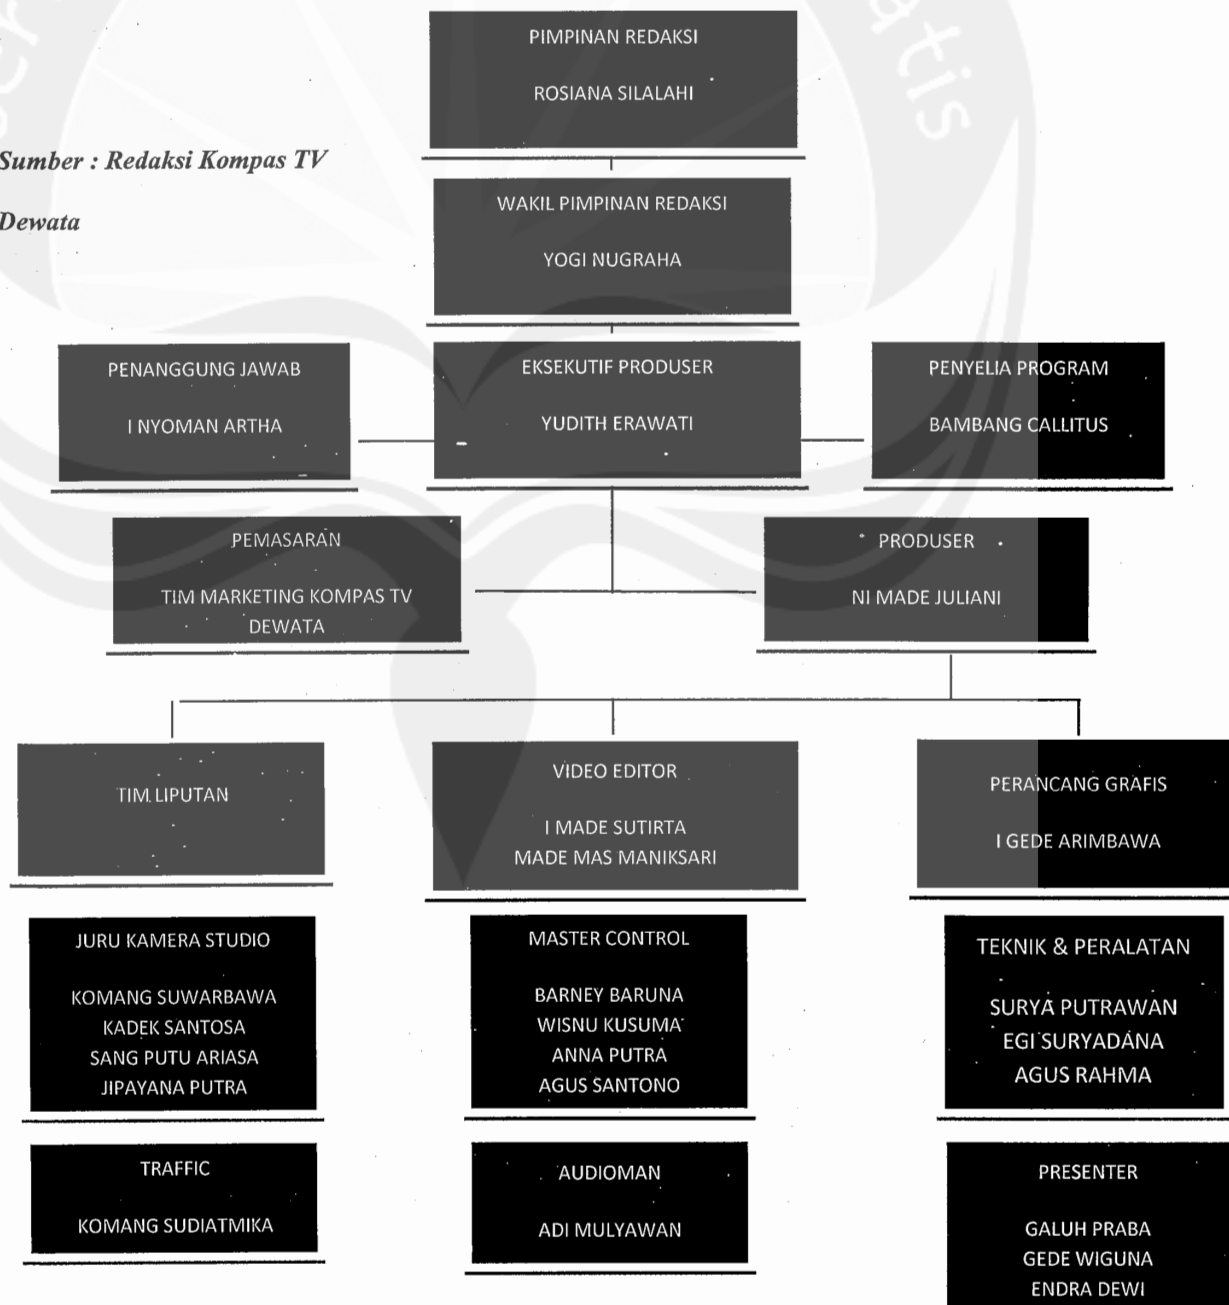 PIMPINAN REDAKSI
ROSIANA SILALAHI
Sumber : Redaksi Kompas TV
Dewata
WAKIL PIMPINAN REDAKSI
YOGI NUGRAHA
PENANGGUNG JAWAB
I NYOMAN ARTHA
EKSEKUTIF PRODUSER
YUDITH ERAWATI
PENYELIA PROGRAM
BAMBANG CALLITUS
PEMASARAN
TIM MARKETING KOMPAS TV
DEWATA
PRODUSER
NI MADE JULIANI
TIM LIPUTAN
VIDEO EDITOR
I MADE SUTIRTA
MADE MAS MANIKSARI
PERANCANG GRAFIS
I GEDE ARIMBAWA
JURU KAMERA STUDIO
KOMANG SUWARBAWA
KADEK SANTOSA
SANG PUTU ARIASA
JIPAYANA PUTRA
MASTER CONTROL
BARNEY BARUNA
WISNU KUSUMA
ANNA PUTRA
AGUS SANTONO
TEKNIK & PERALATAN
SURYA PUTRAWAN
EGI SURYADANA
AGUS RAHMA
TRAFFIC
KOMANG SUDIATMIKA
AUDIOMAN
ADI MULYAWAN
PRESENTER
GALUH PRABA
GEDE WIGUNA
ENDRA DEWI